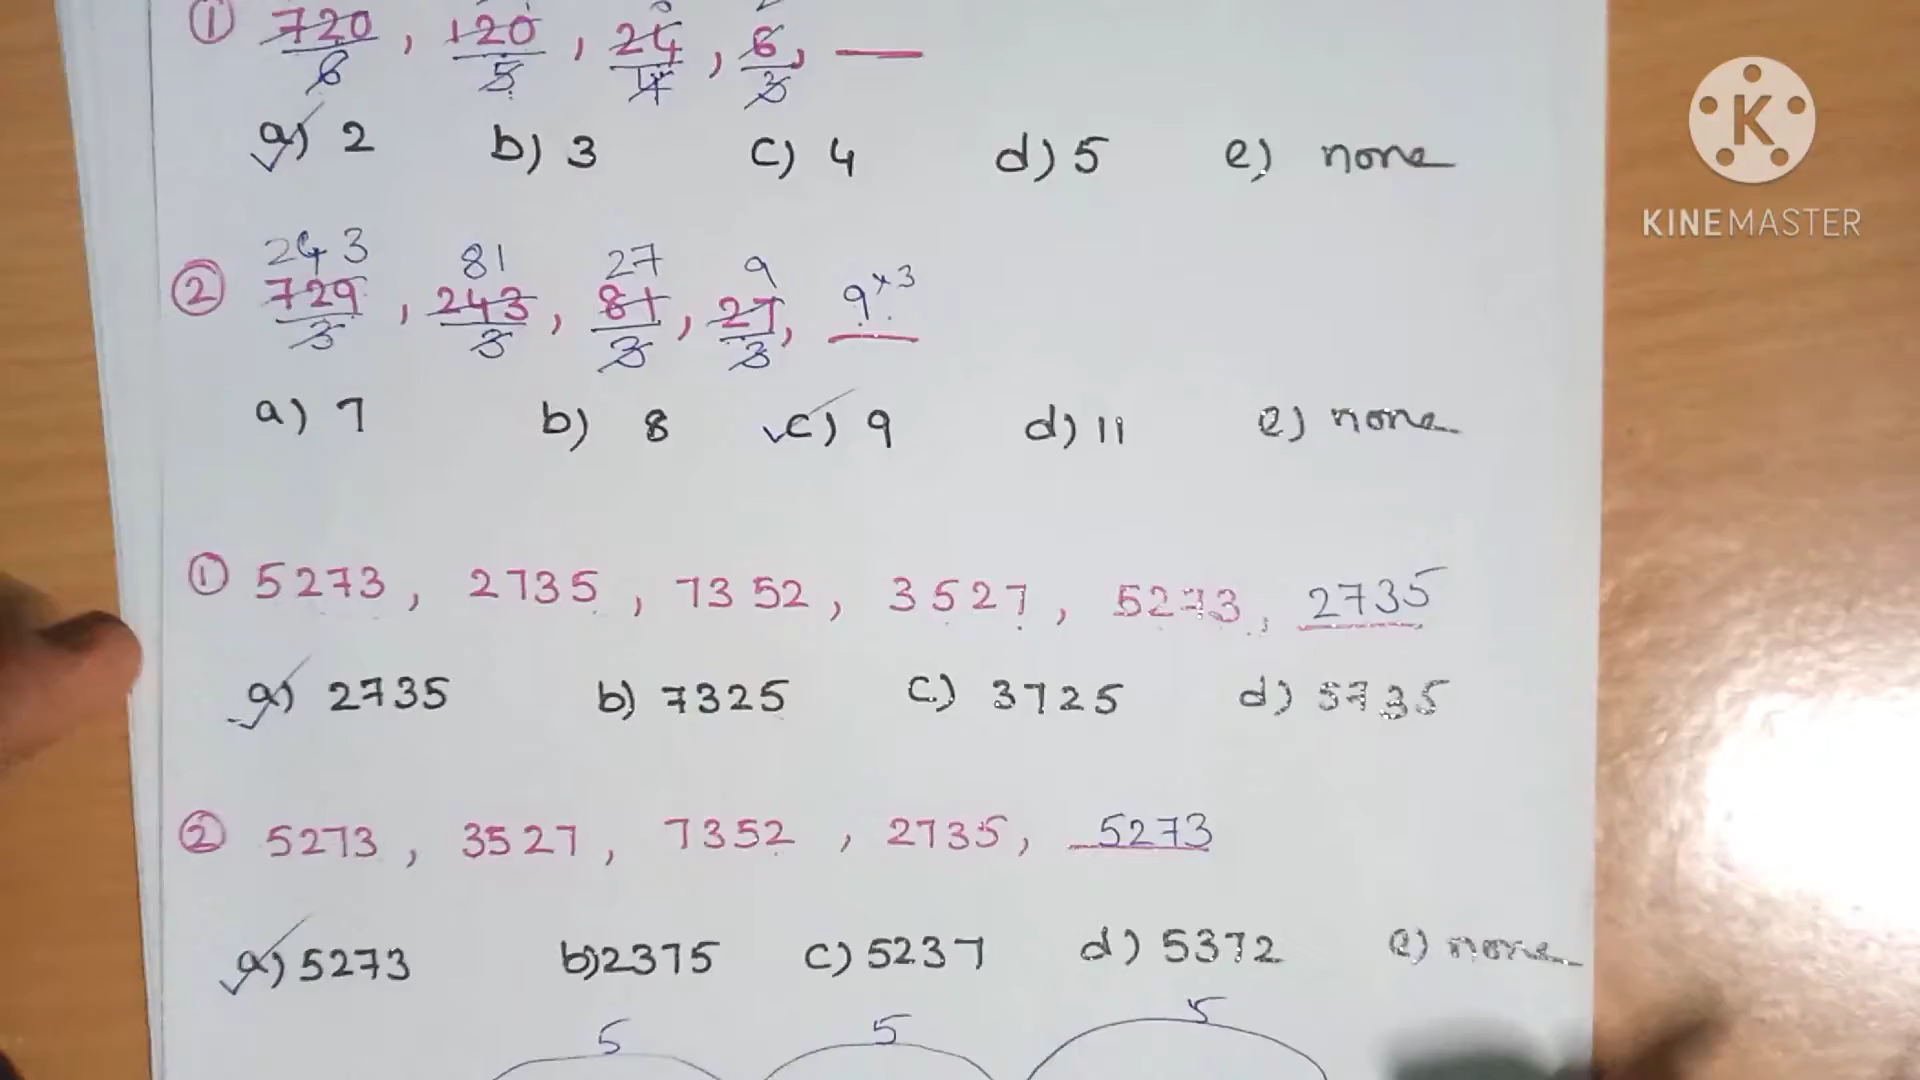 ① 720/6 , 120/5 , 24/4 , 6/3 , __
a) 2 b) 3 c) 4 d) 5 e) none
243 81 27 9
② 729/3 , 243/3 , 81/3 , 27/3 , 9×3
a) 7 b) 8 c) 9 d) 11 e) none
① 5273 , 2735 , 7352 , 3527 , 5273 , 2735
a) 2735 b) 7325 c) 3725 d) 5735
② 5273 , 3527 , 7352 , 2735 , 5273
a) 5273 b) 2375 c) 5237 d) 5372 e) none
5 5 5
K
KINEMASTER